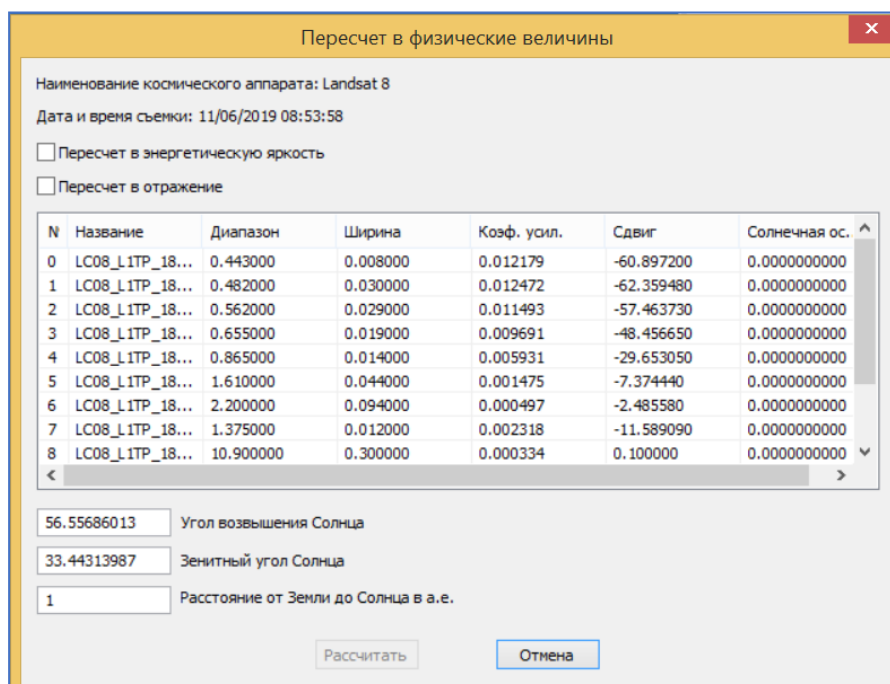 Пересчет в физические величины
Наименование космического аппарата: Landsat 8
Дата и время съемки: 11/06/2019 08:53:58
Пересчет в энергетическую яркость
Пересчет в отражение
N Название Диапазон Ширина Коэф. усил. Сдвиг Солнечная ос.
0 LC08_L1TP_18... 0.443000 0.008000 0.012179 -60.897200 0.0000000000
1 LC08_L1TP_18... 0.482000 0.030000 0.012472 -62.359480 0.0000000000
2 LC08_L1TP_18... 0.562000 0.029000 0.011493 -57.463730 0.0000000000
3 LC08_L1TP_18... 0.655000 0.019000 0.009691 -48.456650 0.0000000000
4 LC08_L1TP_18... 0.865000 0.014000 0.005931 -29.653050 0.0000000000
5 LC08_L1TP_18... 1.610000 0.044000 0.001475 -7.374440 0.0000000000
6 LC08_L1TP_18... 2.200000 0.094000 0.000497 -2.485580 0.0000000000
7 LC08_L1TP_18... 1.375000 0.012000 0.002318 -11.589090 0.0000000000
8 LC08_L1TP_18... 10.900000 0.300000 0.000334 0.100000 0.0000000000
56.55686013 Угол возвышения Солнца
33.44313987 Зенитный угол Солнца
1 Расстояние от Земли до Солнца в а.е.
Рассчитать Отмена